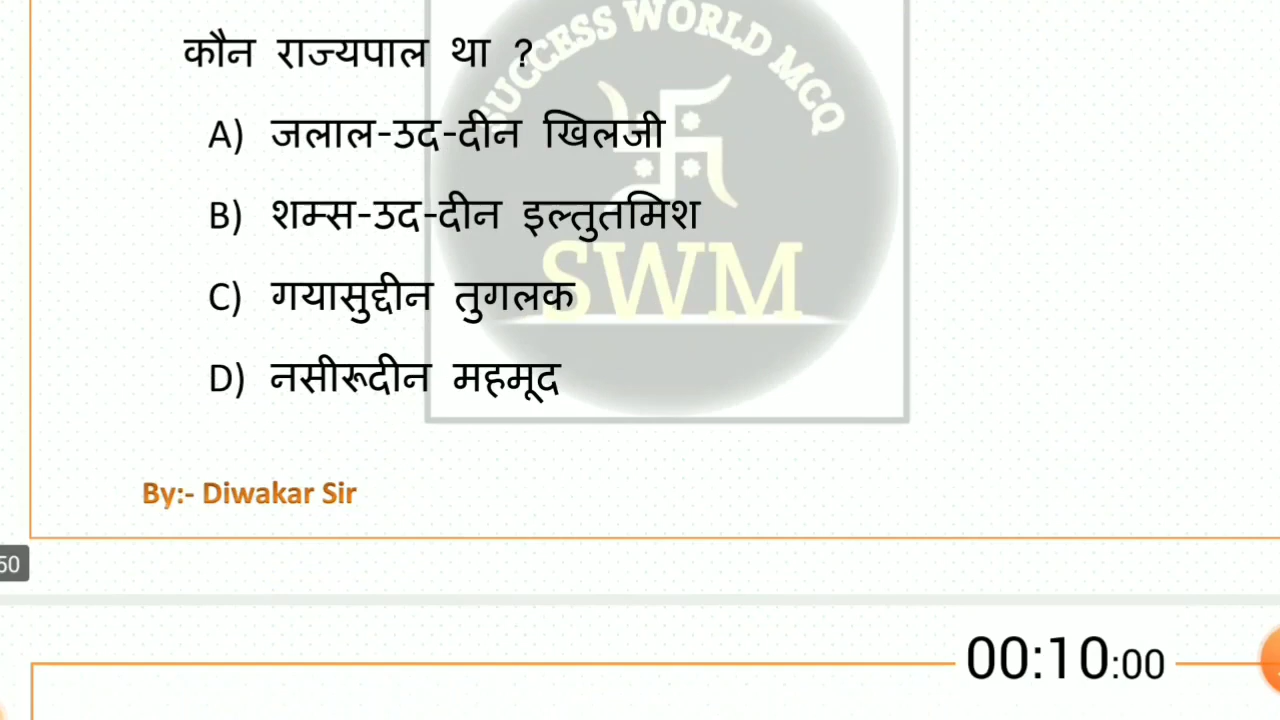 कौन राज्यपाल था ?
SUCCESS WORLD MCQ
A) जलाल-उद-दीन खिलजी
B) शम्स-उद-दीन इल्तुतमिश
SWM
C) गयासुद्दीन तुगलक
D) नसीरूदीन महमूद
By:- Diwakar Sir
50
00:10:00